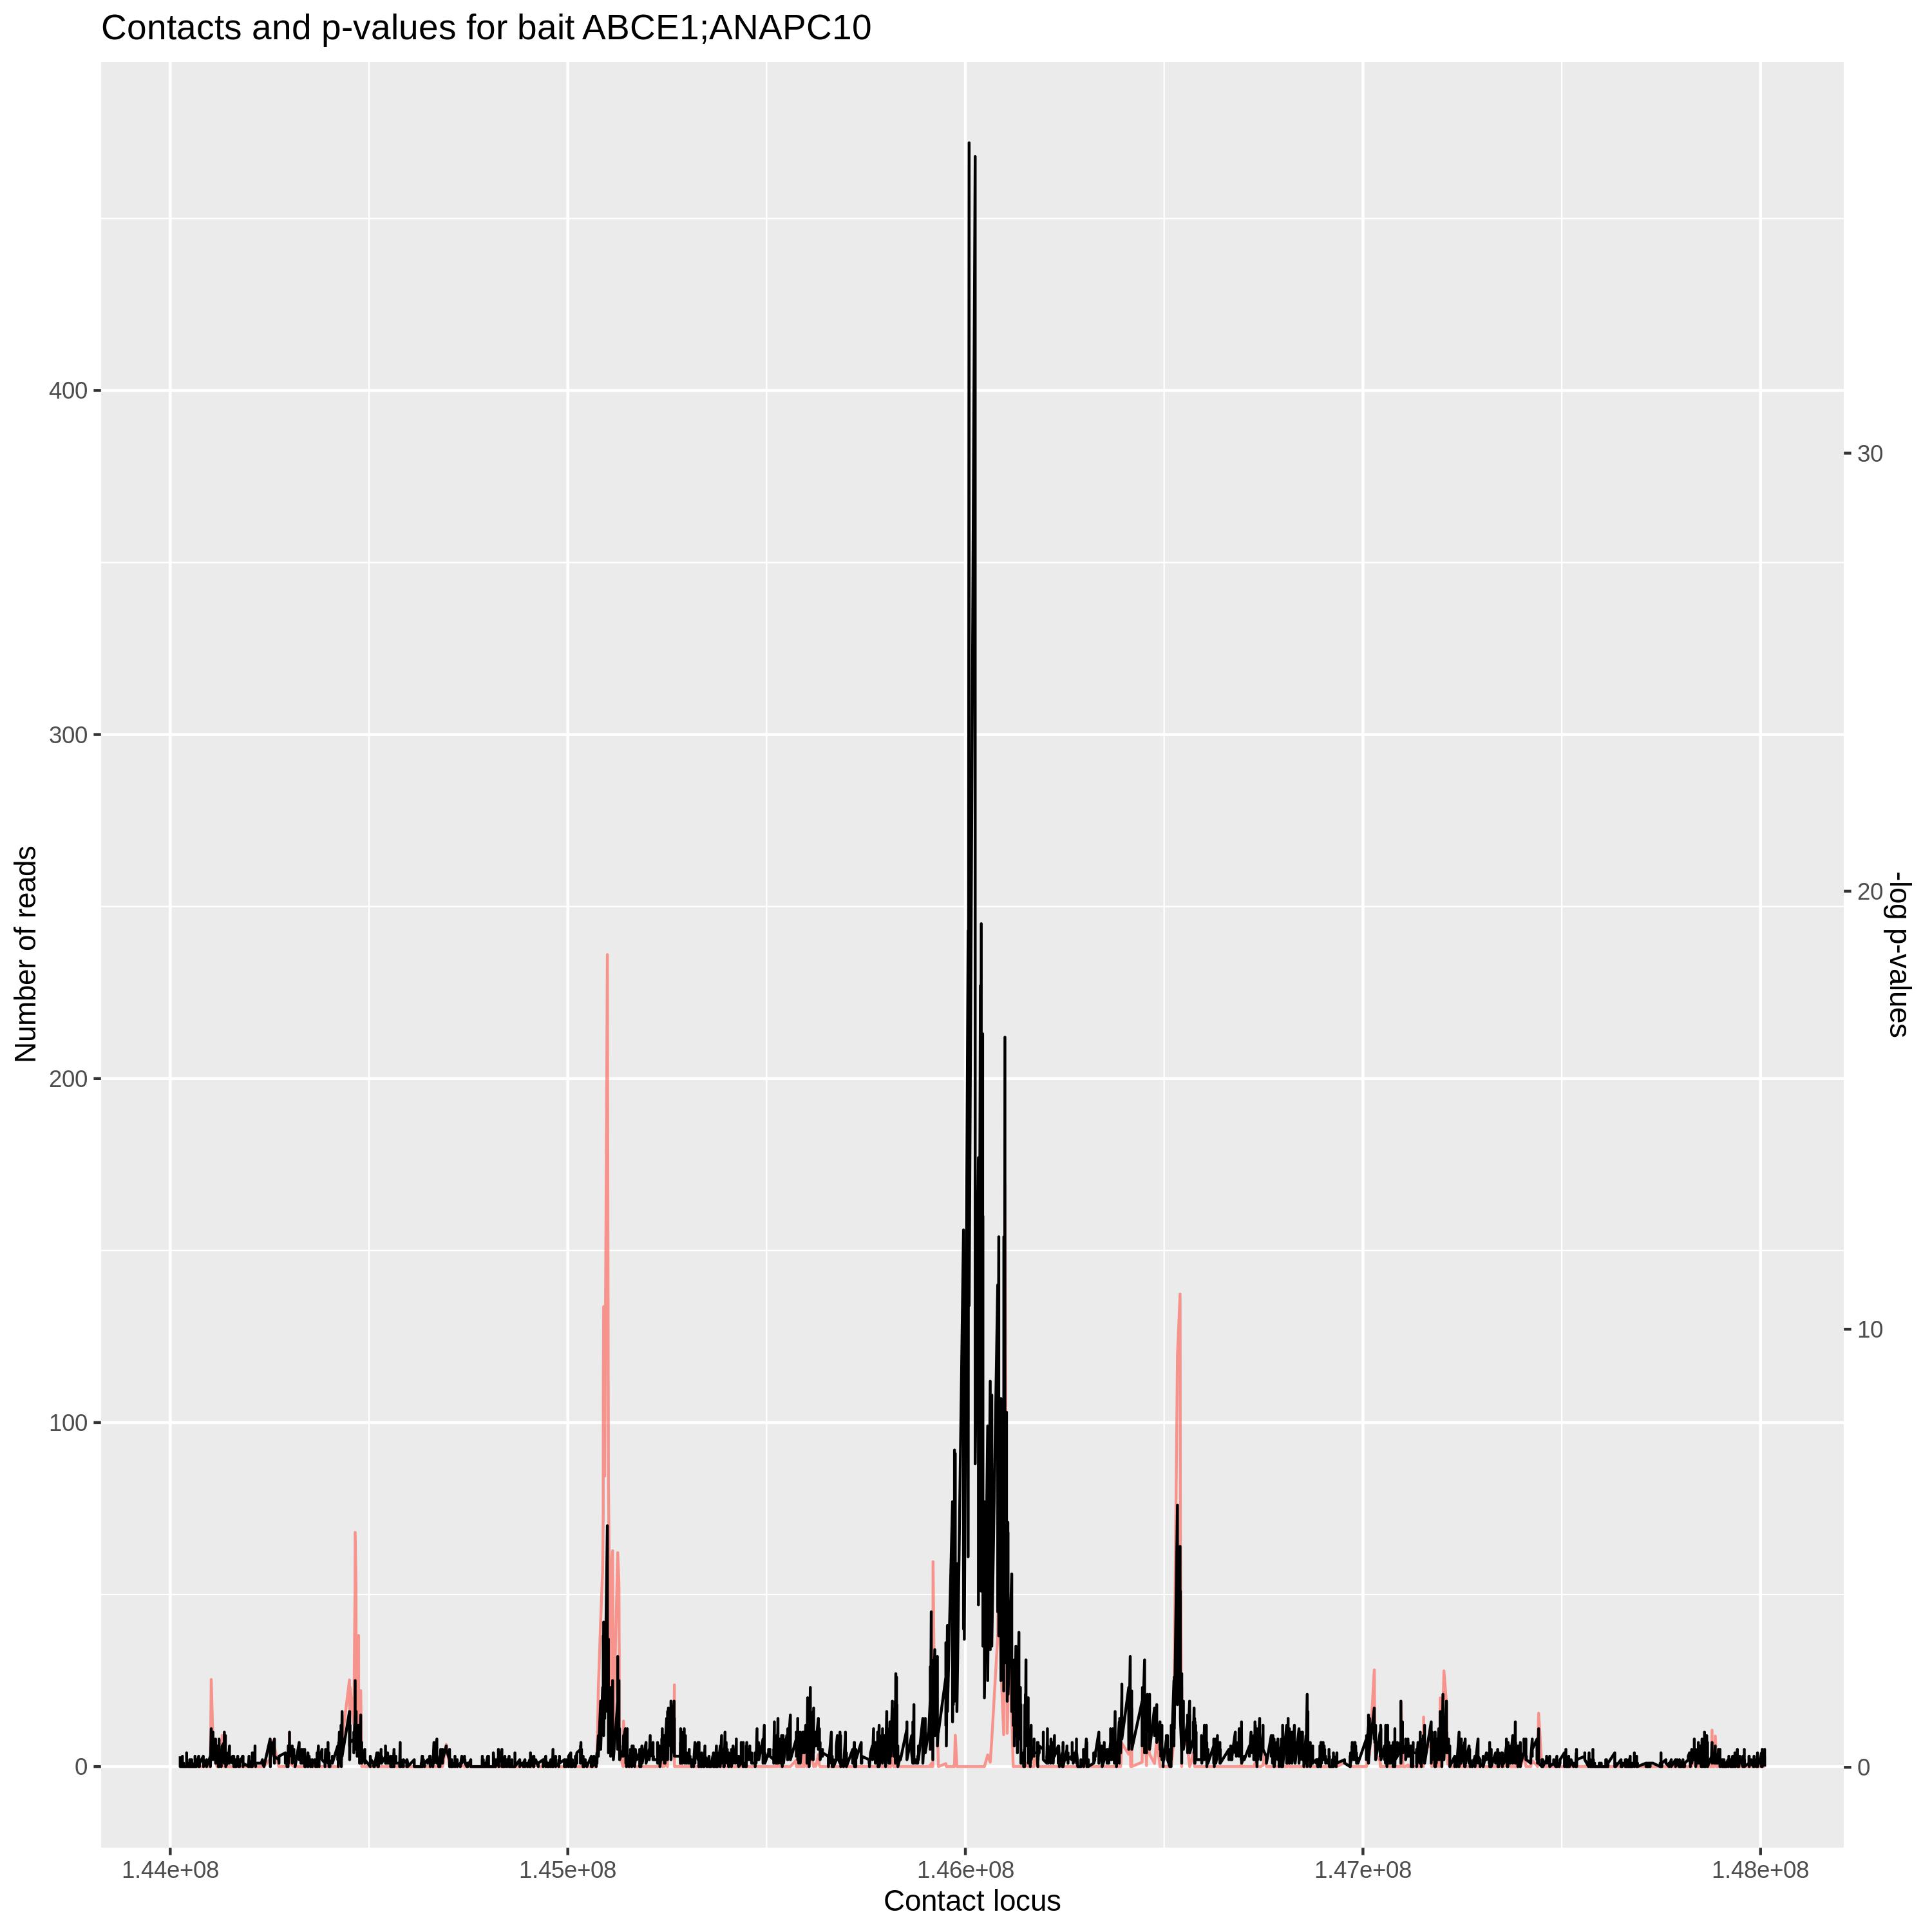 Contacts and p-values for bait ABCE1;ANAPC10
Number of reads
400
300
200
100
0
30
20
10
0
-log p-values
1.44e+08
1.45e+08
1.46e+08
1.47e+08
1.48e+08
Contact locus